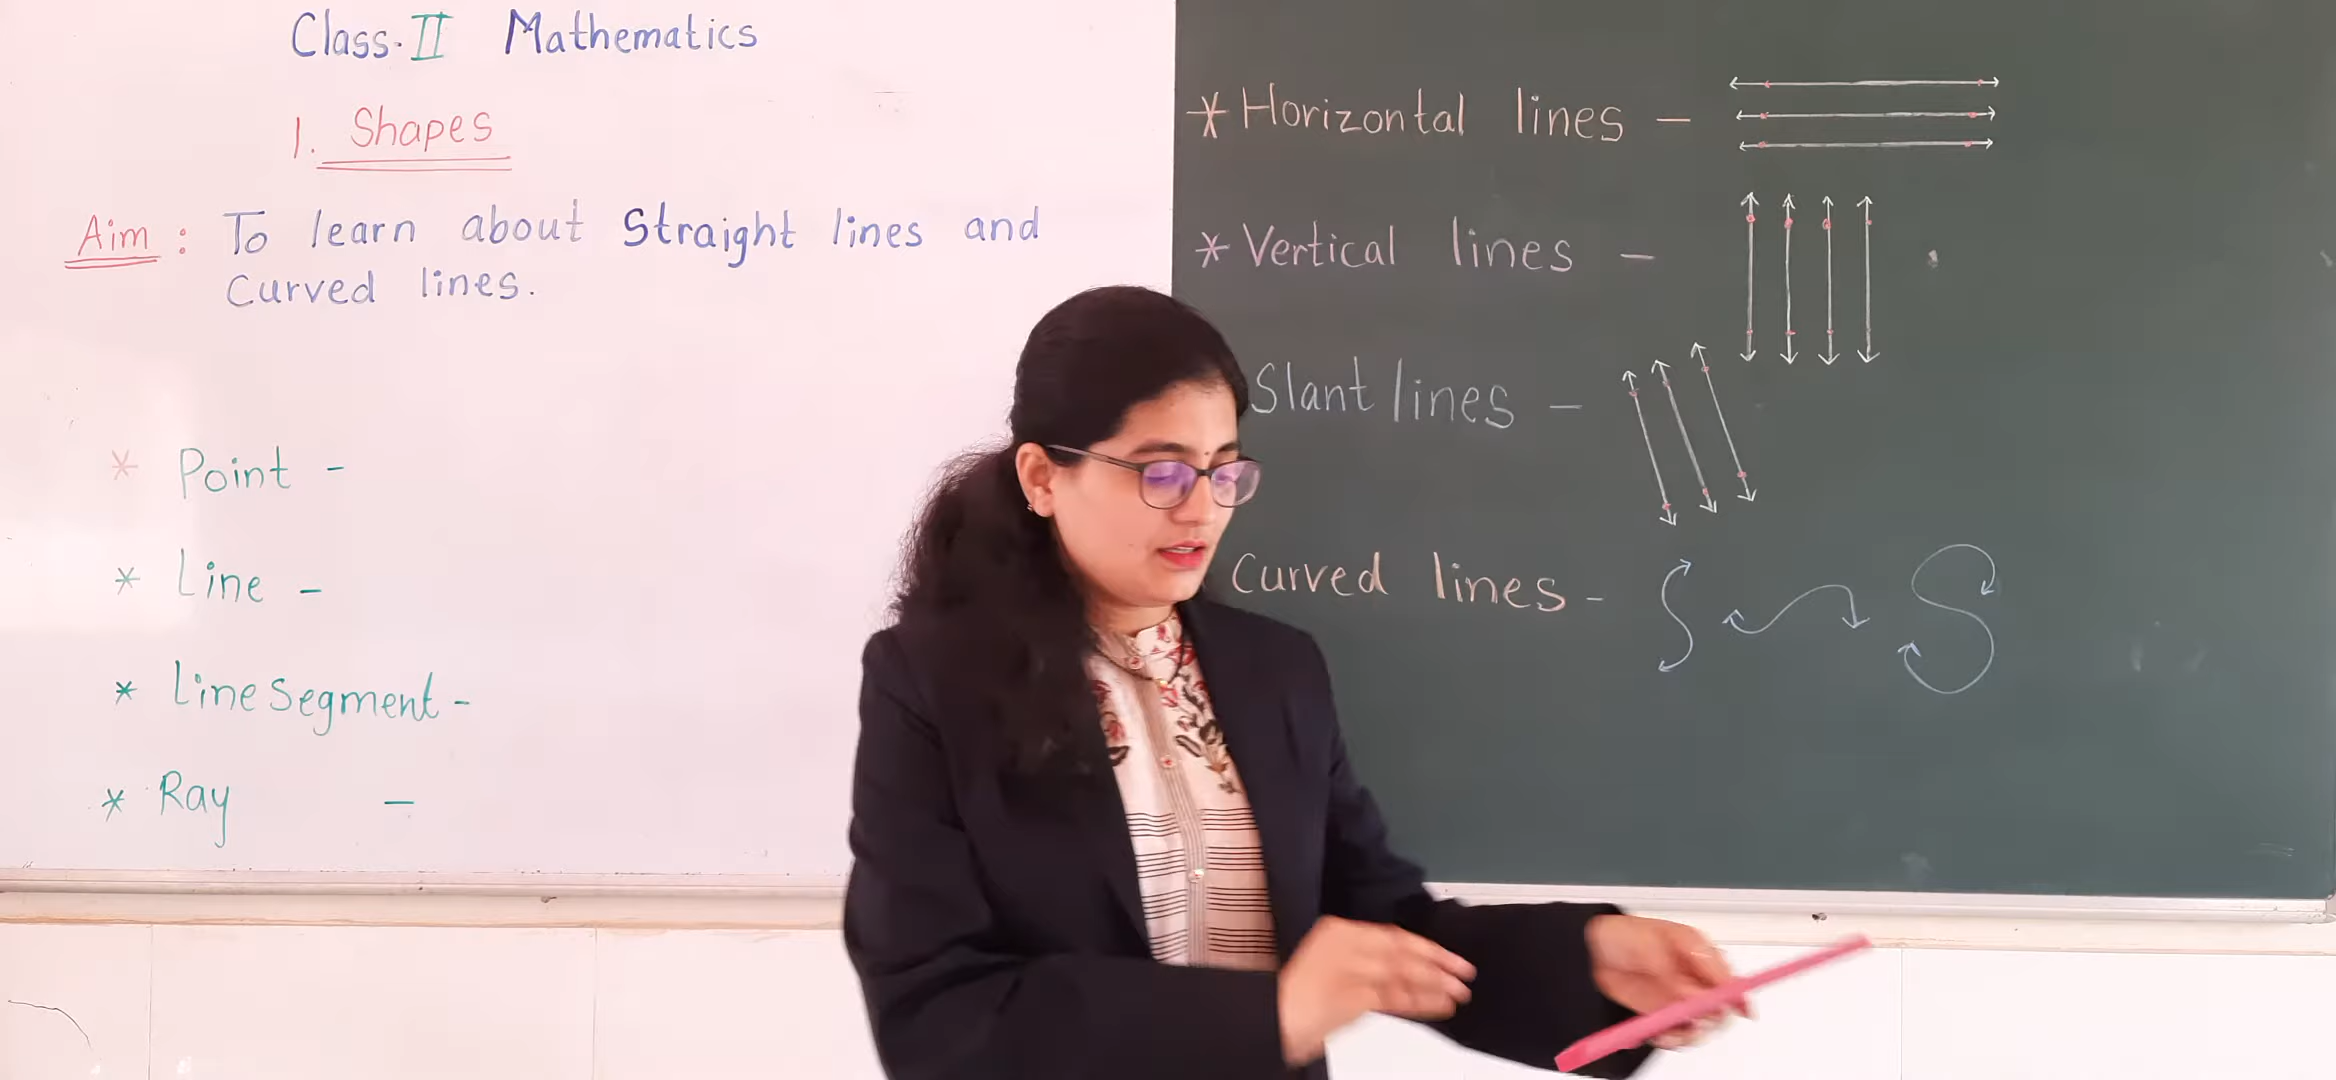 Class.II Mathematics
1. Shapes
Aim : To learn about Straight lines and
Curved lines.
* Point -
* Line -
* Line Segment -
* Ray -
* Horizontal lines -
* Vertical lines -
Slant lines -
Curved lines -